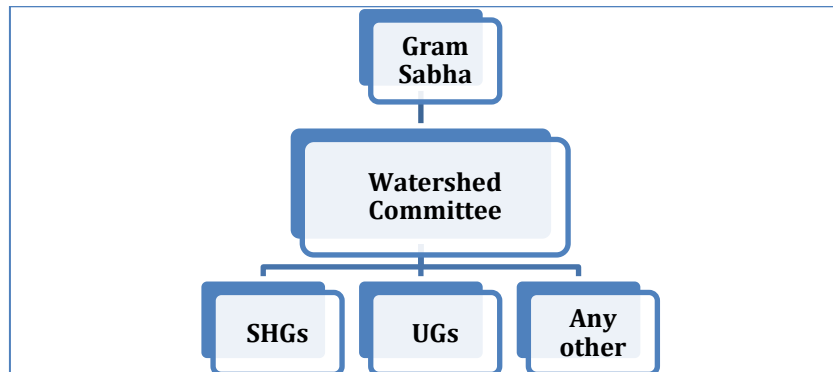 Gram
Sabha
Watershed
Committee
SHGs
UGs
Any
other